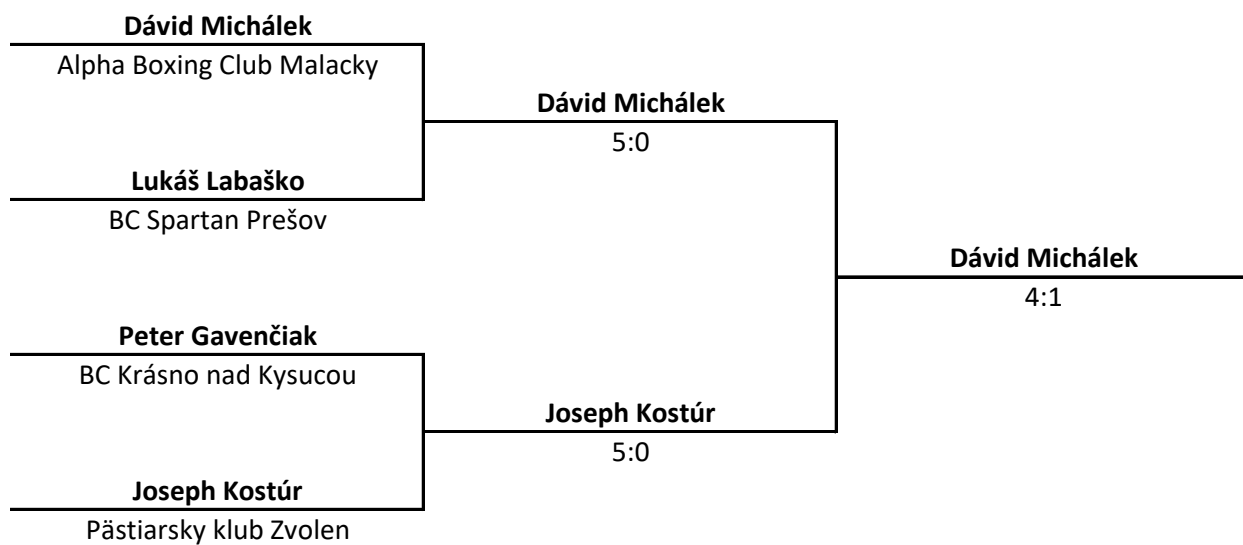 Dávid Michálek
Alpha Boxing Club Malacky
Dávid Michálek
5:0
Lukáš Labaško
BC Spartan Prešov
Dávid Michálek
4:1
Peter Gavenčiak
BC Krásno nad Kysucou
Joseph Kostúr
5:0
Joseph Kostúr
Pästiarsky klub Zvolen